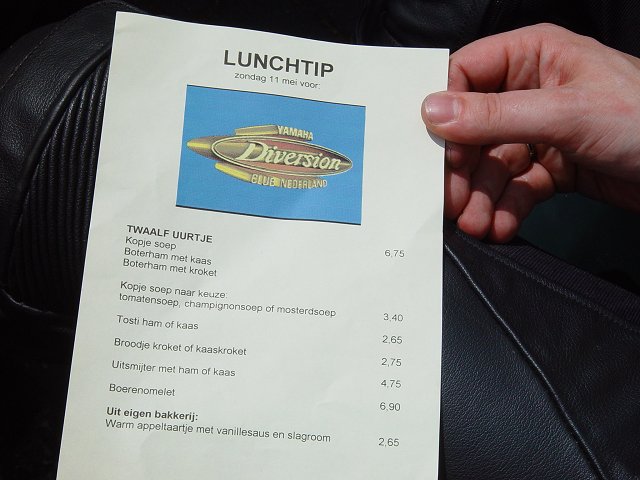 LUNCHTIP
zondag 11 mei voor:
YAMAHA
Diversion
CLUB NEDERLAND
TWAALF UURTJE
Kopje soep
Boterham met kaas 6,75
Boterham met kroket
Kopje soep naar keuze:
tomatensoep, champignonsoep of mosterdsoep 3,40
Tosti ham of kaas 2,65
Broodje kroket of kaaskroket 2,75
Uitsmijter met ham of kaas 4,75
Boerenomelet 6,90
Uit eigen bakkerij:
Warm appeltaartje met vanillesaus en slagroom 2,65